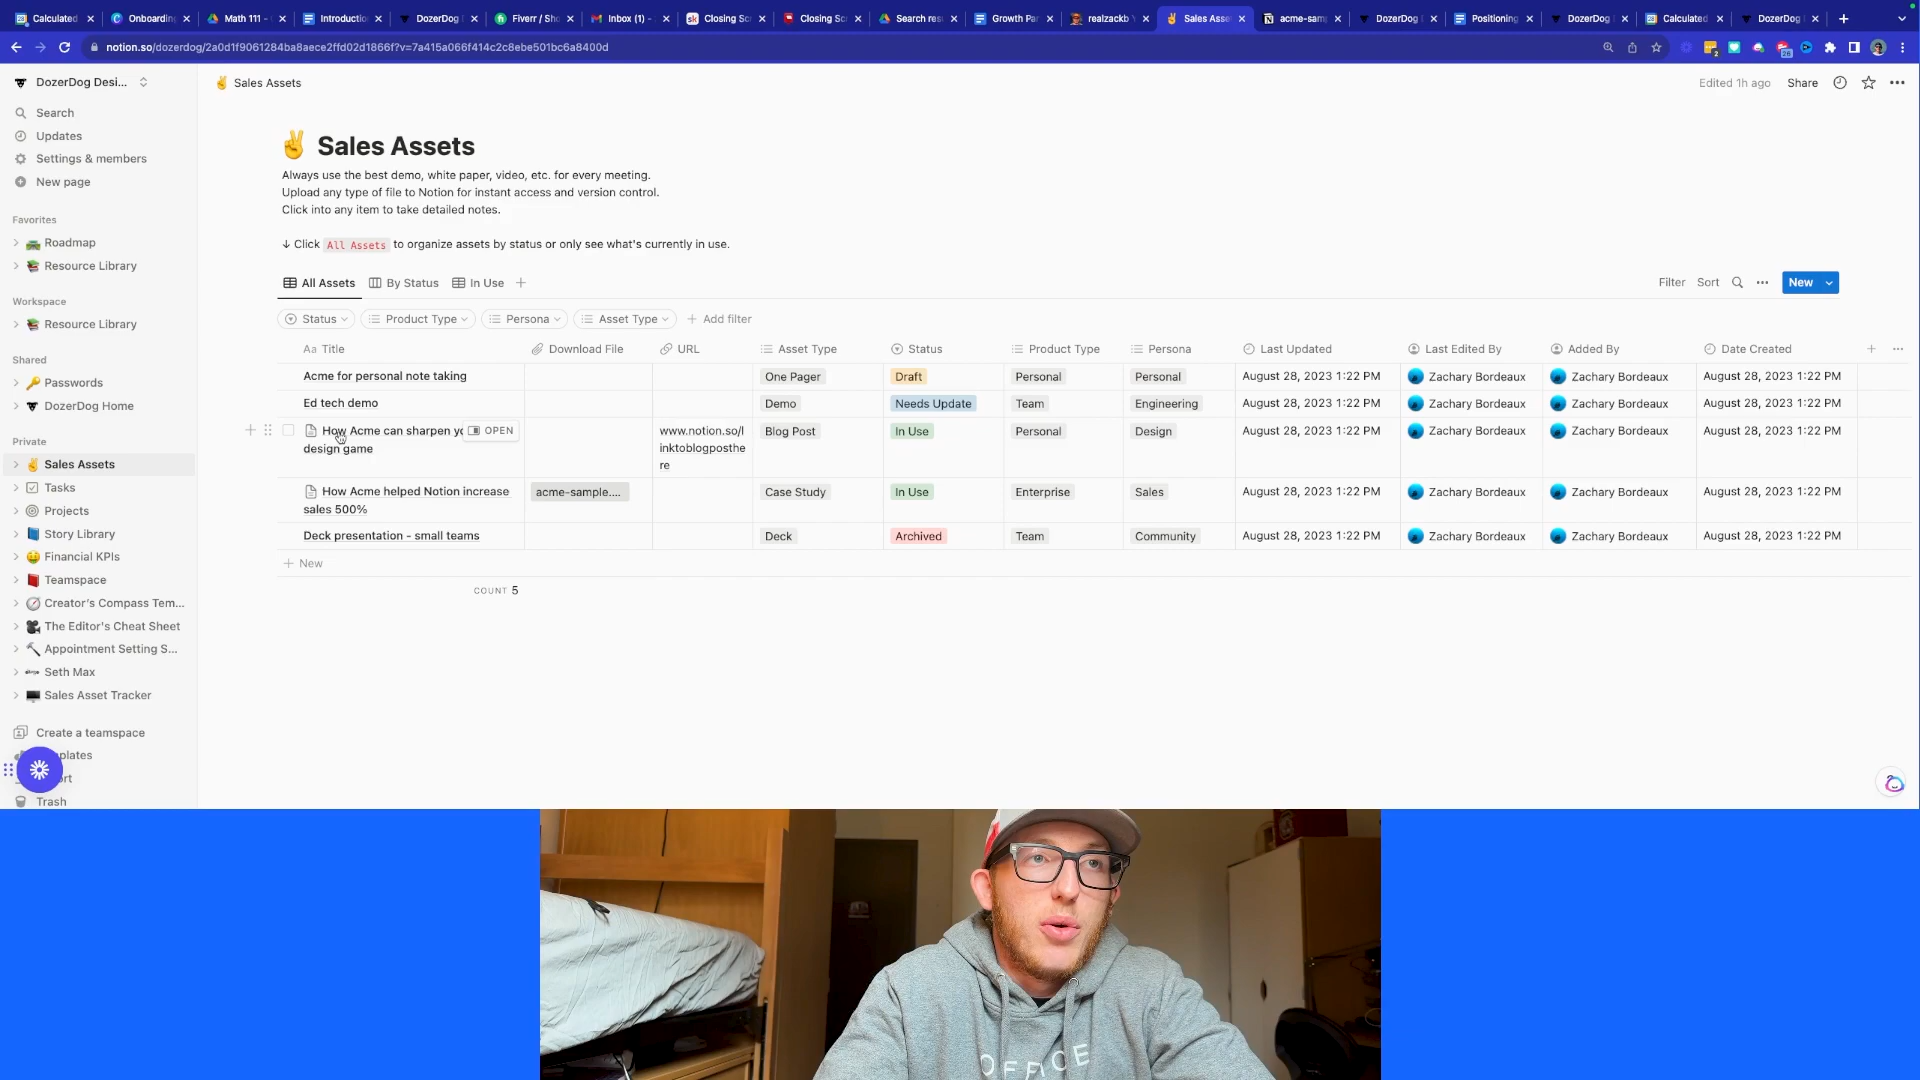 Calculated
Onboarding
Math 111 -
Introductio
DozerDog
Fiverr / Sho
Inbox (1) -
Closing Sc
Closing Sc
Search res
Growth Par
realzackb
Sales Asse
acme-sam
DozerDog
Positioning
DozerDog
Calculated
DozerDog
notion.so/dozerdog/2a0d1f9061284ba8aece2ffd02d1866f?v=7a415a066f414c2c8ebe501bc6a8400d
DozerDog Desi...
Search
Updates
Settings & members
New page
Favorites
Roadmap
Resource Library
Workspace
Resource Library
Shared
Passwords
DozerDog Home
Private
Sales Assets
Tasks
Projects
Story Library
Financial KPIs
Teamspace
Creator's Compass Tem...
The Editor's Cheat Sheet
Appointment Setting S...
Seth Max
Sales Asset Tracker
Create a teamspace
Trash
Sales Assets
Edited 1h ago Share
Sales Assets
Always use the best demo, white paper, video, etc. for every meeting.
Upload any type of file to Notion for instant access and version control.
Click into any item to take detailed notes.
↓ Click All Assets to organize assets by status or only see what's currently in use.
All Assets By Status In Use
Filter Sort New
Status Product Type Persona Asset Type + Add filter
Aa Title Download File URL Asset Type Status Product Type Persona Last Updated Last Edited By Added By Date Created
Acme for personal note taking One Pager Draft Personal Personal August 28, 2023 1:22 PM Zachary Bordeaux Zachary Bordeaux August 28, 2023 1:22 PM
Ed tech demo Demo Needs Update Team Engineering August 28, 2023 1:22 PM Zachary Bordeaux Zachary Bordeaux August 28, 2023 1:22 PM
How Acme can sharpen yo OPEN www.notion.so/l Blog Post In Use Personal Design August 28, 2023 1:22 PM Zachary Bordeaux Zachary Bordeaux August 28, 2023 1:22 PM
design game inktoblogposthe
re
How Acme helped Notion increase acme-sample.... Case Study In Use Enterprise Sales August 28, 2023 1:22 PM Zachary Bordeaux Zachary Bordeaux August 28, 2023 1:22 PM
sales 500%
Deck presentation - small teams Deck Archived Team Community August 28, 2023 1:22 PM Zachary Bordeaux Zachary Bordeaux August 28, 2023 1:22 PM
+ New
COUNT 5
OFFICE